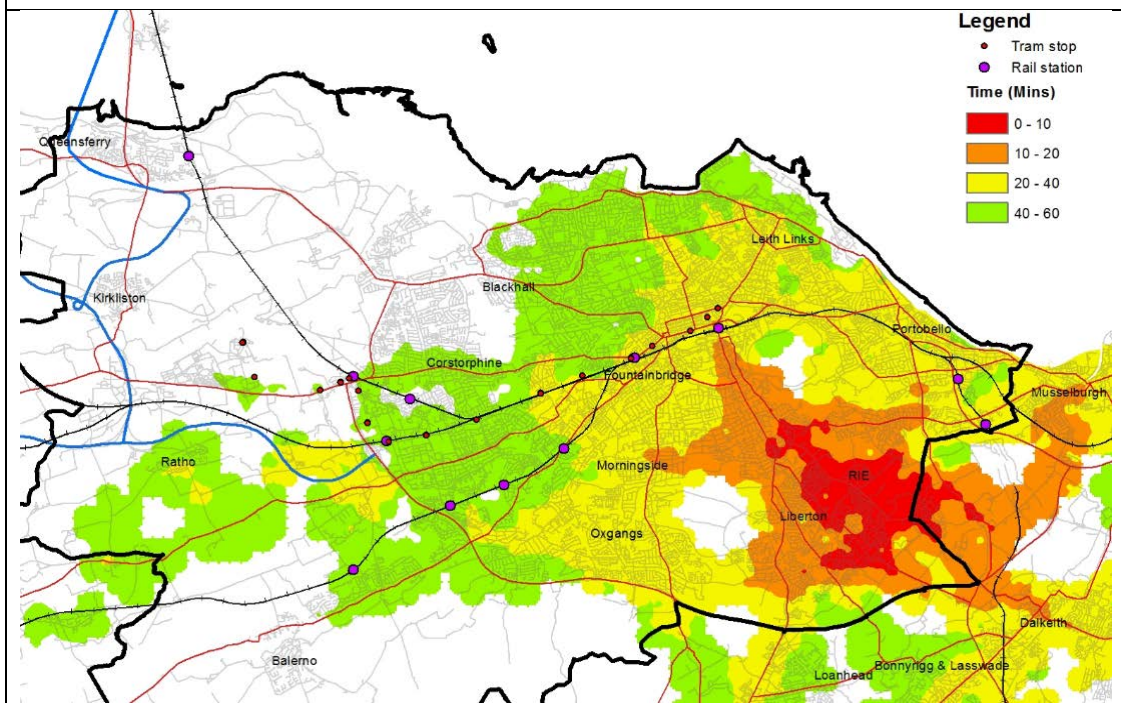 Legend
Tram stop
Rail station
Time (Mins)
0 - 10
10 - 20
20 - 40
40 - 60
Queensferry
Leith Links
Blackhall
Kirkliston
Portobello
Corstorphine
Fountainbridge
Musselburgh
Ratho
Morningside
RIE
Liberton
Oxgangs
Dalkeith
Balerno
Bonnyrigg & Lasswade
Loanhead